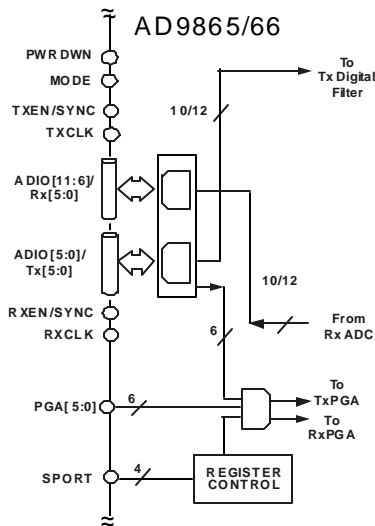 AD9865/66
PWRDWN
MODE
TXEN/SYNC
TXCLK
To
Tx Digital
Filter
10/12
ADIO[11:6]/
Rx[5:0]
ADIO[5:0]/
Tx[5:0]
10/12
RXEN/SYNC
RXCLK
6
From
Rx ADC
PGA[5:0]
6
To
TxPGA
To
RxPGA
SPORT
4
REGISTER
CONTROL